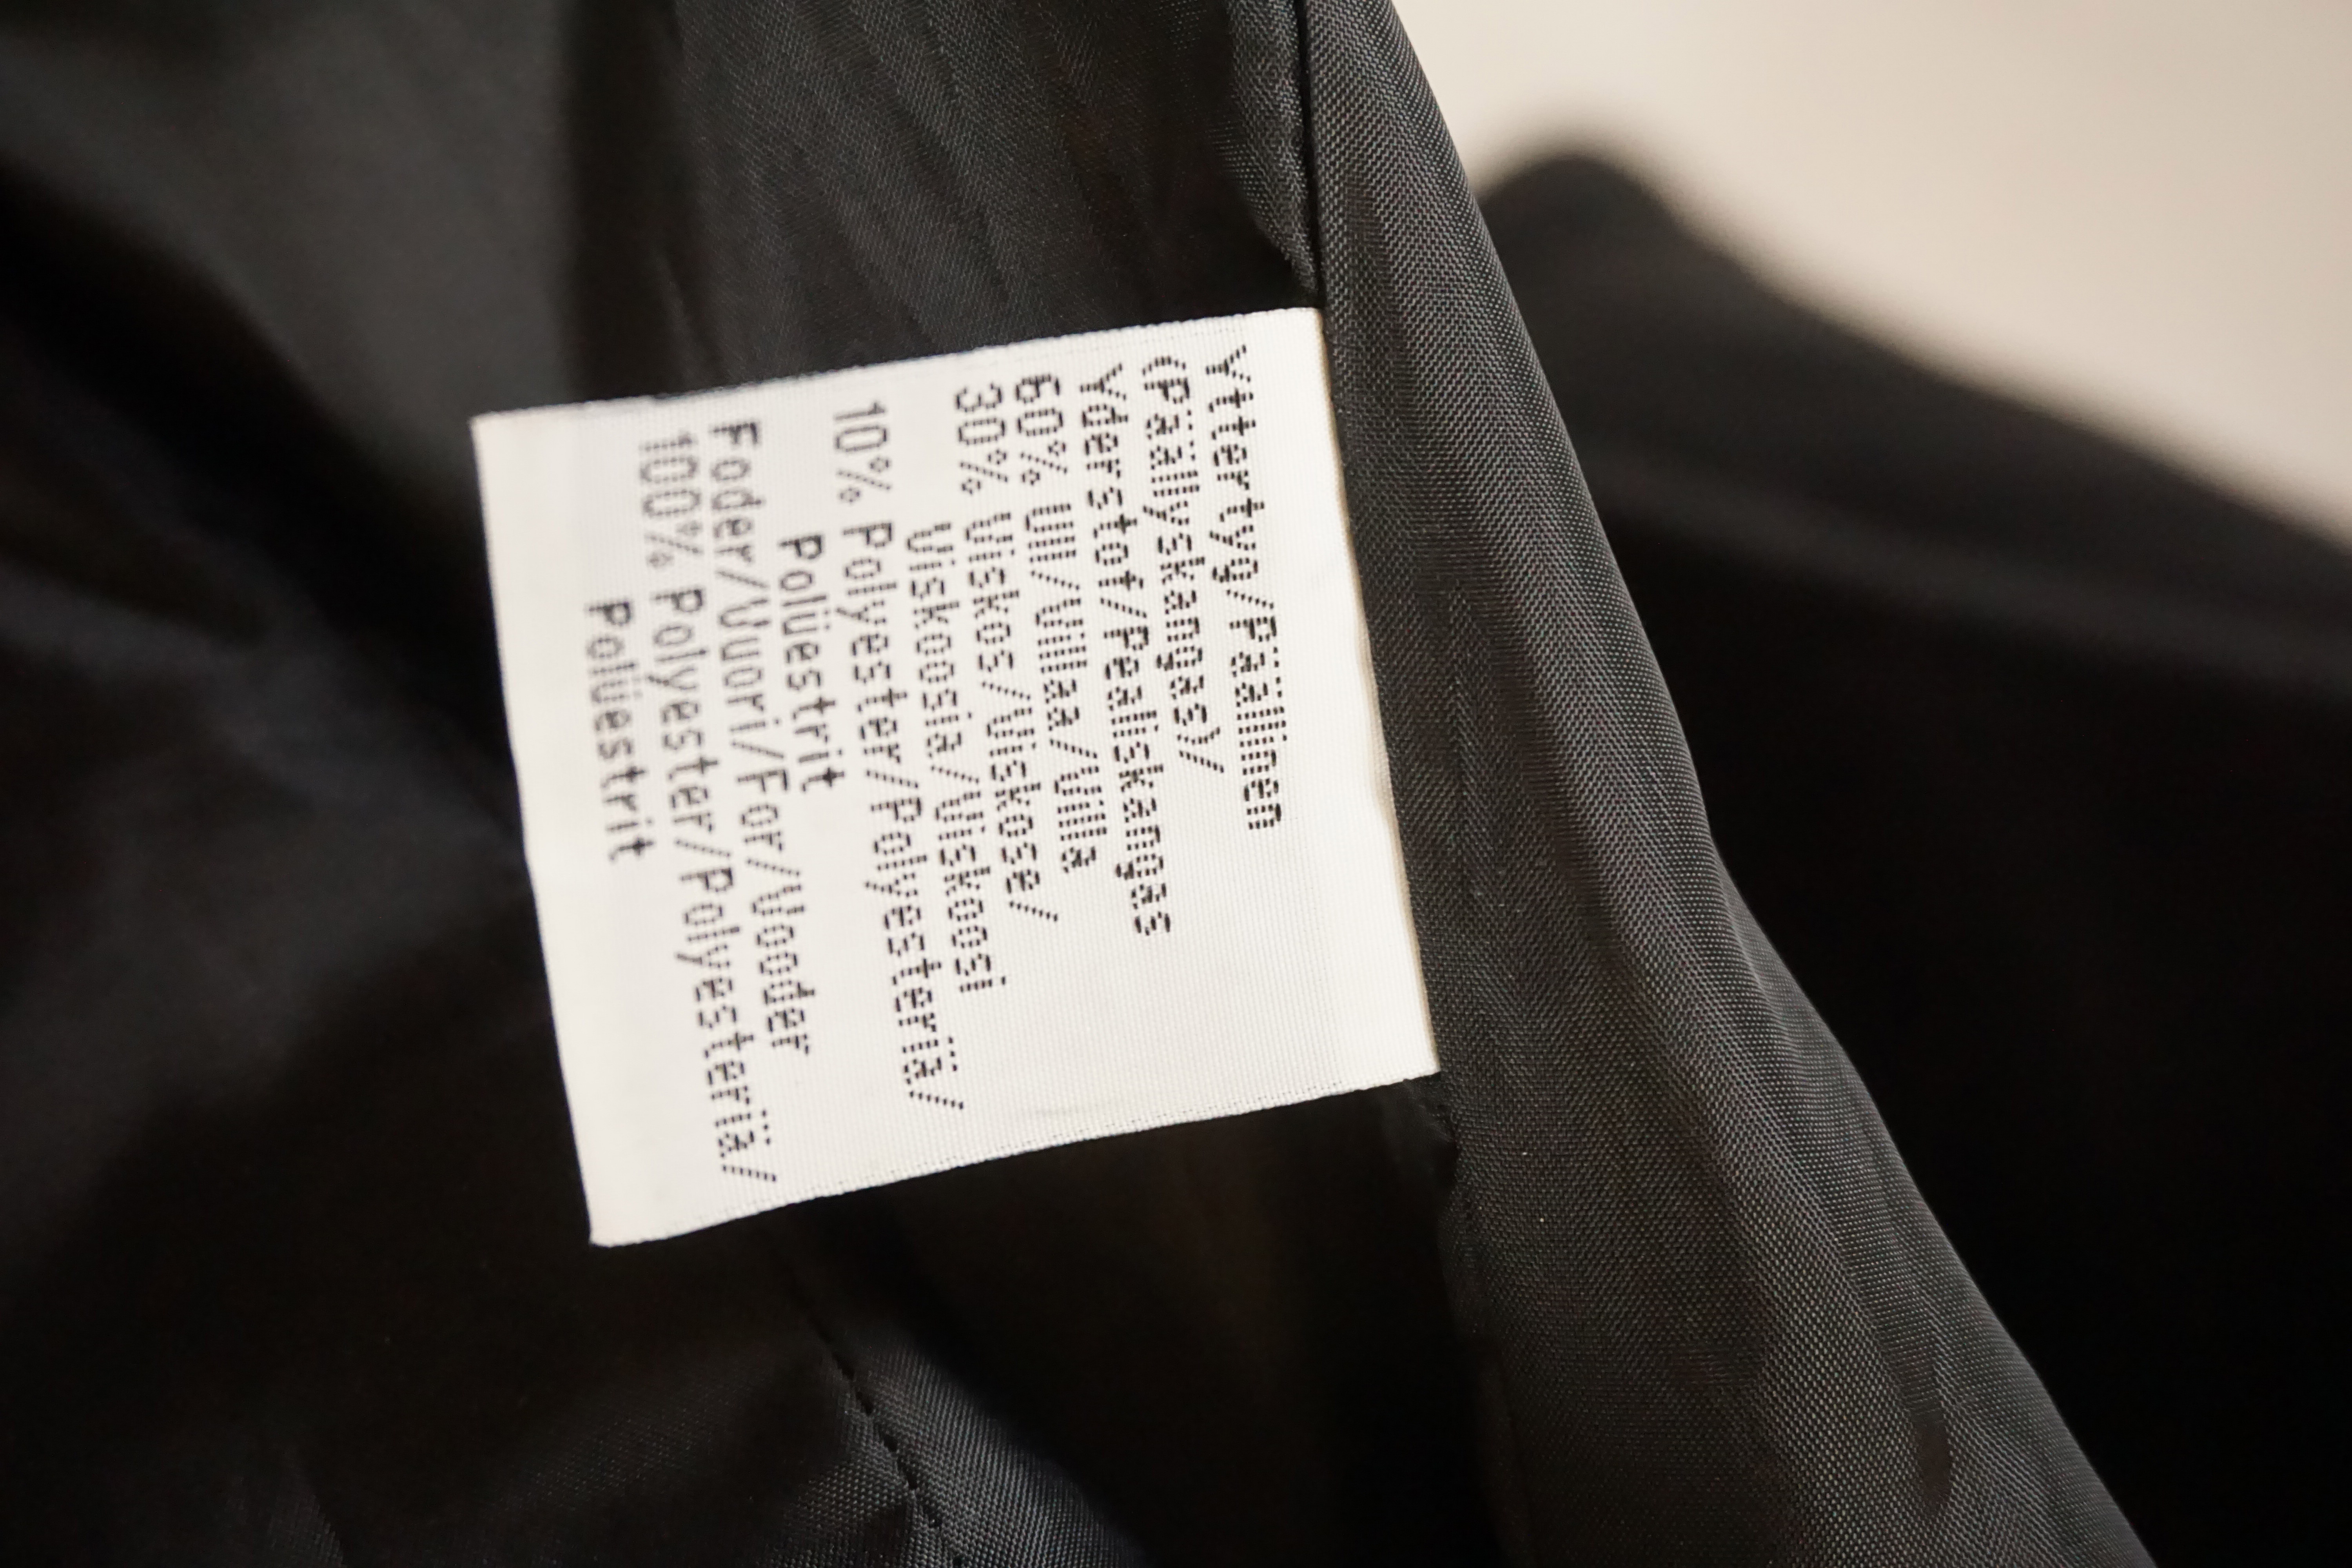 Yttertyg/Päällinen
(Päällyskangas)/
Yderstof/Pealiskangas
60% Ull/Villa/Villa
30% Viskos/Viskose/
Viskoosia/Viskoosi
10% Polyester/Polyesteriä/
Polüestrit
Foder/Vuori/For/Vooder
100% Polyester/Polyesteriä/
Polüestrit